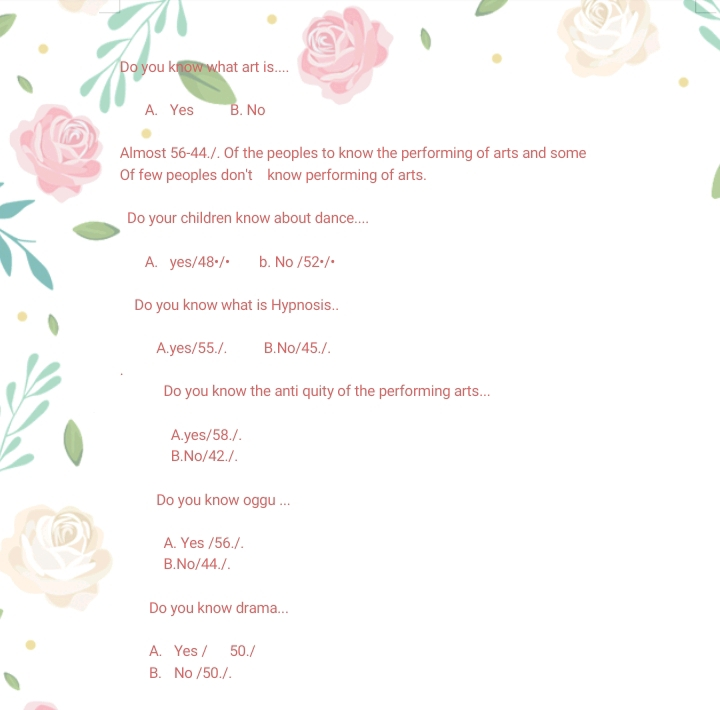 Do you know what art is....
A. Yes B. No
Almost 56-44./. Of the peoples to know the performing of arts and some
Of few peoples don't know performing of arts.
Do your children know about dance....
A. yes/48•/• b. No /52•/•
Do you know what is Hypnosis..
A.yes/55./. B.No/45./.
.
Do you know the anti quity of the performing arts...
A.yes/58./.
B.No/42./.
Do you know oggu ...
A. Yes /56./.
B.No/44./.
Do you know drama...
A. Yes / 50./
B. No /50./.